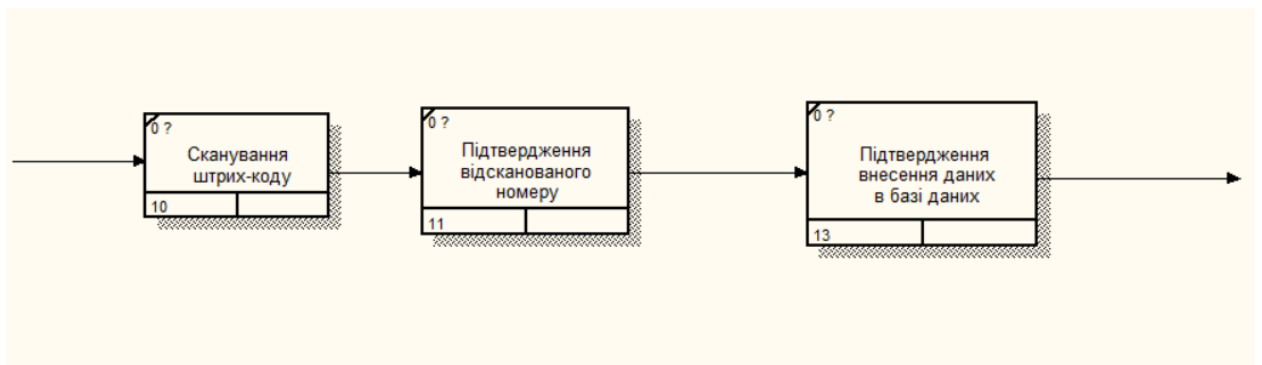 0 ?
Сканування
штрих-коду
10
0 ?
Підтвердження
відсканованого
номеру
11
0 ?
Підтвердження
внесення даних
в базі даних
13